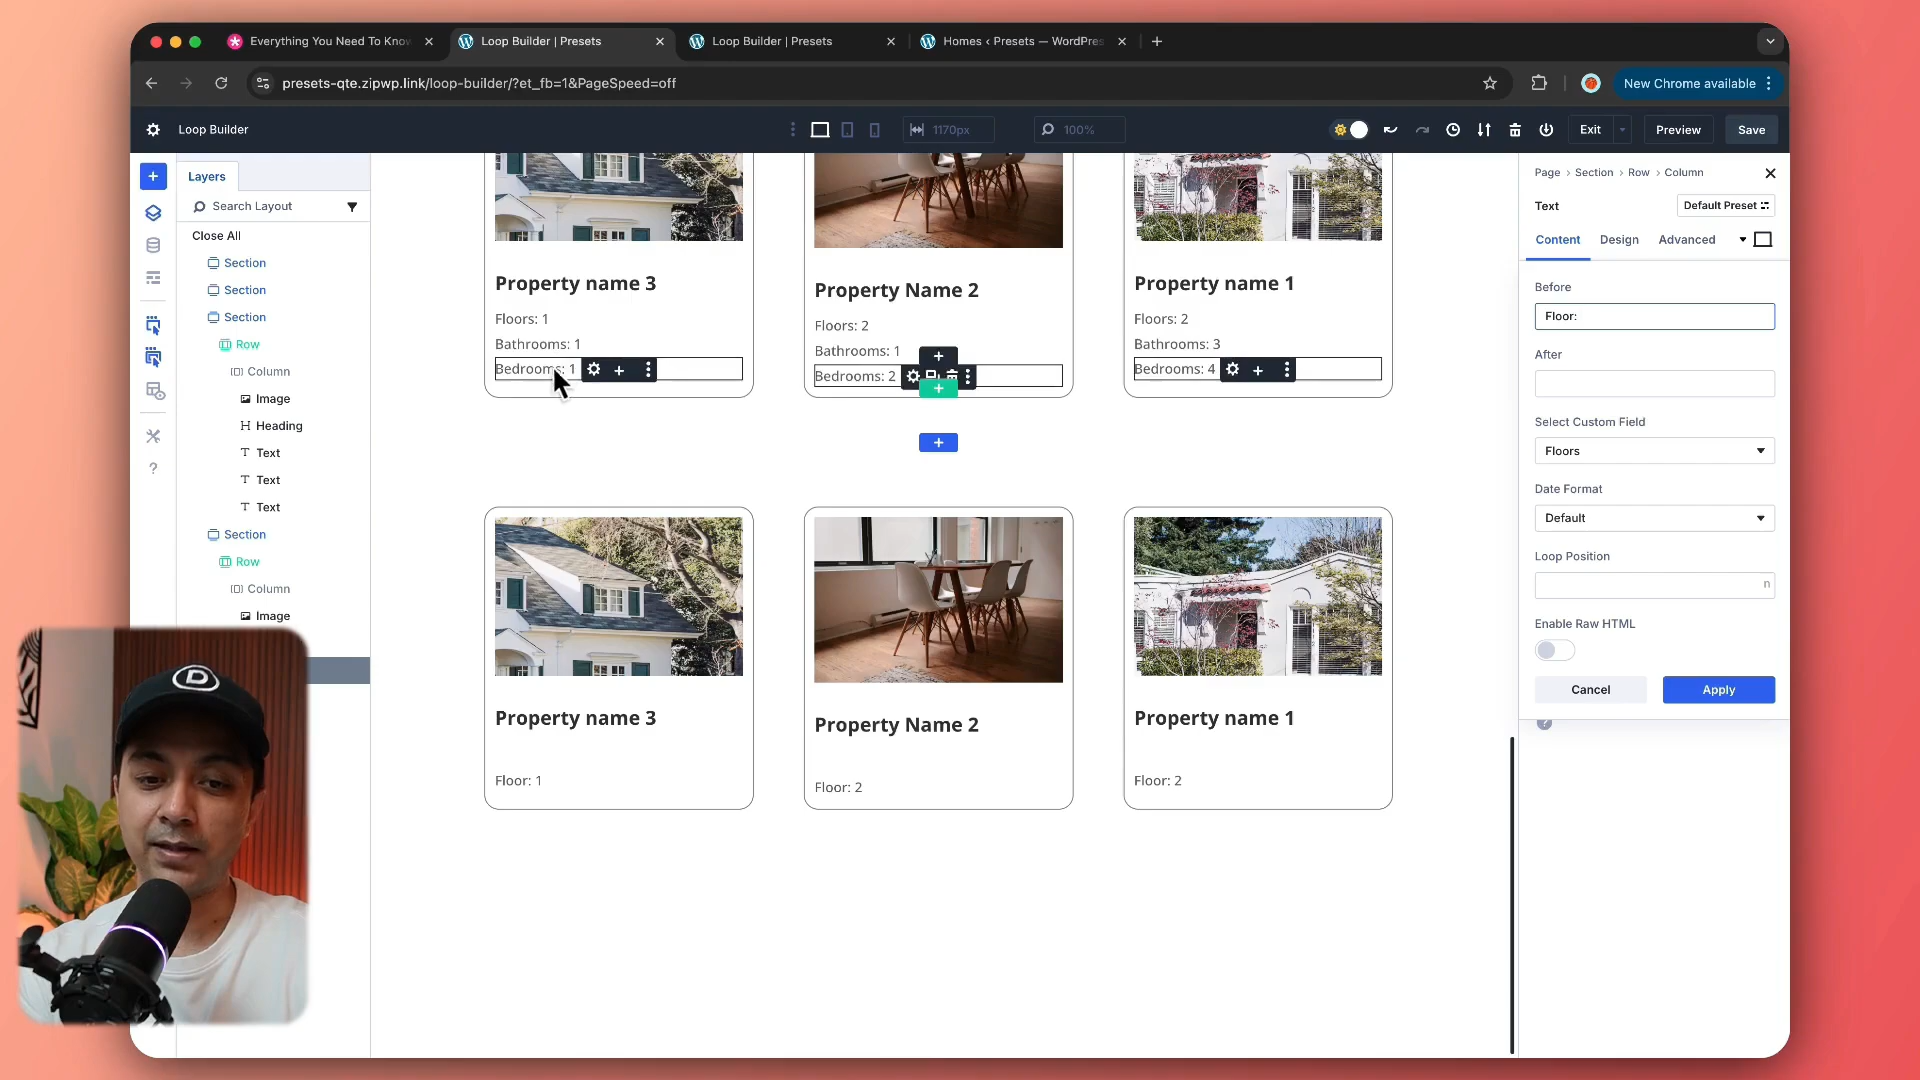 Everything You Need To Know
Loop Builder | Presets
Loop Builder | Presets
Homes ‹ Presets — WordPres
presets-qte.zipwp.link/loop-builder/?et_fb=1&PageSpeed=off
New Chrome available
Loop Builder
1170px
100%
Exit
Preview
Save
Layers
Search Layout
Close All
Section
Section
Section
Row
Column
Image
Heading
Text
Text
Text
Section
Row
Column
Image
Property name 3
Floors: 1
Bathrooms: 1
Bedrooms: 1
Property Name 2
Floors: 2
Bathrooms: 1
Bedrooms: 2
Property name 1
Floors: 2
Bathrooms: 3
Bedrooms: 4
Property name 3
Floor: 1
Property Name 2
Floor: 2
Property name 1
Floor: 2
Page › Section › Row › Column
Text
Default Preset
Content
Design
Advanced
Before
Floor:
After
Select Custom Field
Floors
Date Format
Default
Loop Position
n
Enable Raw HTML
Cancel
Apply
?
?
D